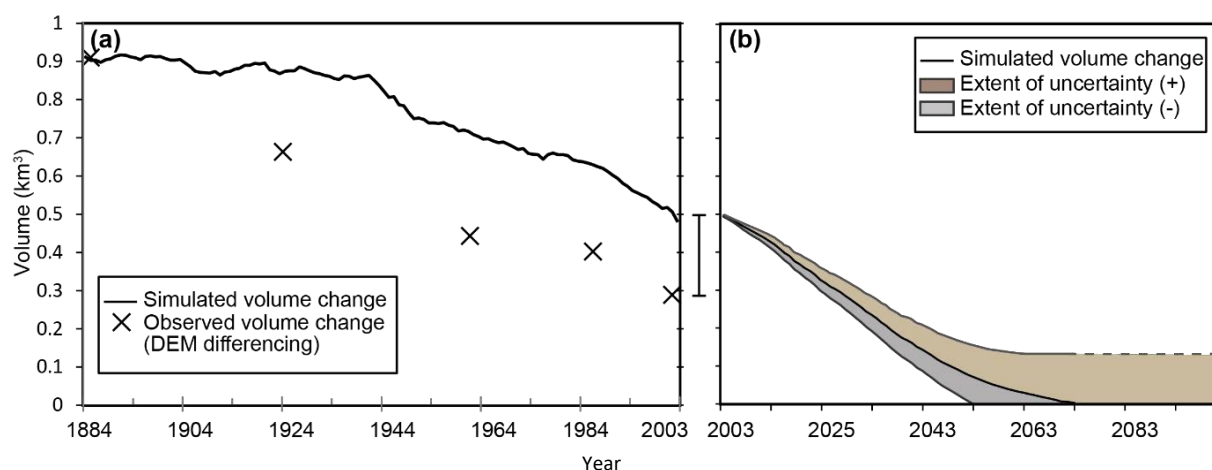 (a)
1
0.9
0.8
0.7
0.6
0.5
0.4
0.3
0.2
0.1
0
Volume (km³)
Simulated volume change
Observed volume change
(DEM differencing)
1884
1904
1924
1944
1964
1984
2003
(b)
Simulated volume change
Extent of uncertainty (+)
Extent of uncertainty (-)
2003
2025
2043
2063
2083
Year